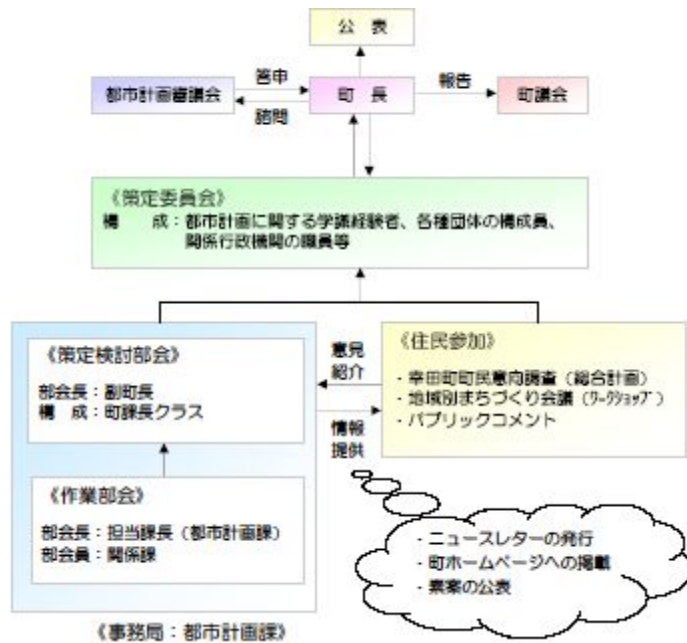 公　表
答申
都市計画審議会
町　長
報告
町議会
諮問
《策定委員会》
構　　成：都市計画に関する学識経験者、各種団体の構成員、
関係行政機関の職員等
《策定検討部会》
部会長：副町長
構　成：町課長クラス
意見
紹介
情報
提供
《住民参加》
・幸田町町民意向調査（総合計画）
・地域別まちづくり会議（ワークショップ）
・パブリックコメント
《作業部会》
部会長：担当課長（都市計画課）
部会員：関係課
・ニュースレターの発行
・町ホームページへの掲載
・素案の公表
《事務局：都市計画課》